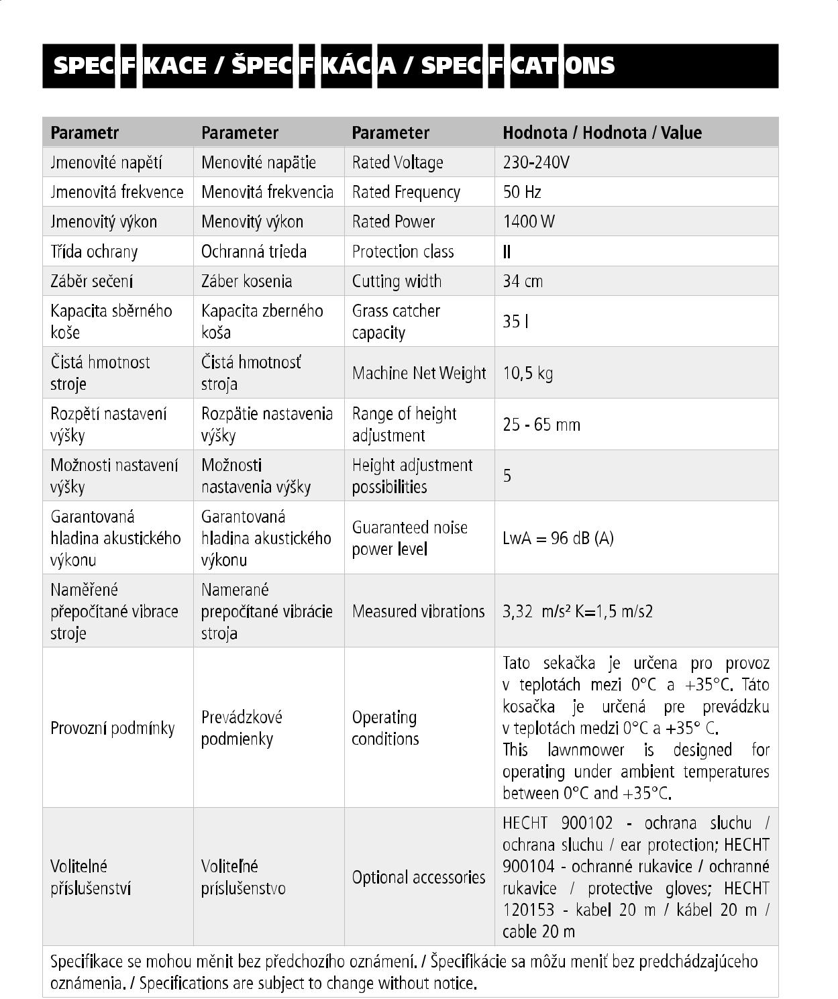 SPECIFIKACE / ŠPECIFIKÁCIA / SPECIFICATIONS
Parametr Parameter Parameter Hodnota / Hodnota / Value
Jmenovité napětí Menovité napätie Rated Voltage 230-240V
Jmenovitá frekvence Menovitá frekvencia Rated Frequency 50 Hz
Jmenovitý výkon Menovitý výkon Rated Power 1400 W
Třída ochrany Ochranná trieda Protection class II
Záběr sečení Záber kosenia Cutting width 34 cm
Kapacita sběrného
koše
Kapacita zberného
koša
Grass catcher
capacity
35 l
Čistá hmotnost
stroje
Čistá hmotnosť
stroja
Machine Net Weight
10,5 kg
Rozpětí nastavení
výšky
Rozpätie nastavenia
výšky
Range of height
adjustment
25 - 65 mm
Možnosti nastavení
výšky
Možnosti
nastavenia výšky
Height adjustment
possibilities
5
Garantovaná
hladina akustického
výkonu
Garantovaná
hladina akustického
výkonu
Guaranteed noise
power level
LwA = 96 dB (A)
Naměřené
přepočítané vibrace
stroje
Namerané
prepočítané vibrácie
stroja
Measured vibrations
3,32 m/s² K=1,5 m/s2
Provozní podmínky
Prevádzkové
podmienky
Operating
conditions
Tato sekačka je určena pro provoz
v teplotách mezi 0°C a +35°C. Táto
kosačka je určená pre prevádzku
v teplotách medzi 0°C a +35° C.
This lawnmower is designed for
operating under ambient temperatures
between 0°C and +35°C.
Volitelné
příslušenství
Voliteľné
príslušenstvo
Optional accessories
HECHT 900102 - ochrana sluchu /
ochrana sluchu / ear protection; HECHT
900104 - ochranné rukavice / ochranné
rukavice / protective gloves; HECHT
120153 - kabel 20 m / kábel 20 m /
cable 20 m
Specifikace se mohou měnit bez předchozího oznámení. / Špecifikácie sa môžu meniť bez predchádzajúceho
oznámenia. / Specifications are subject to change without notice.